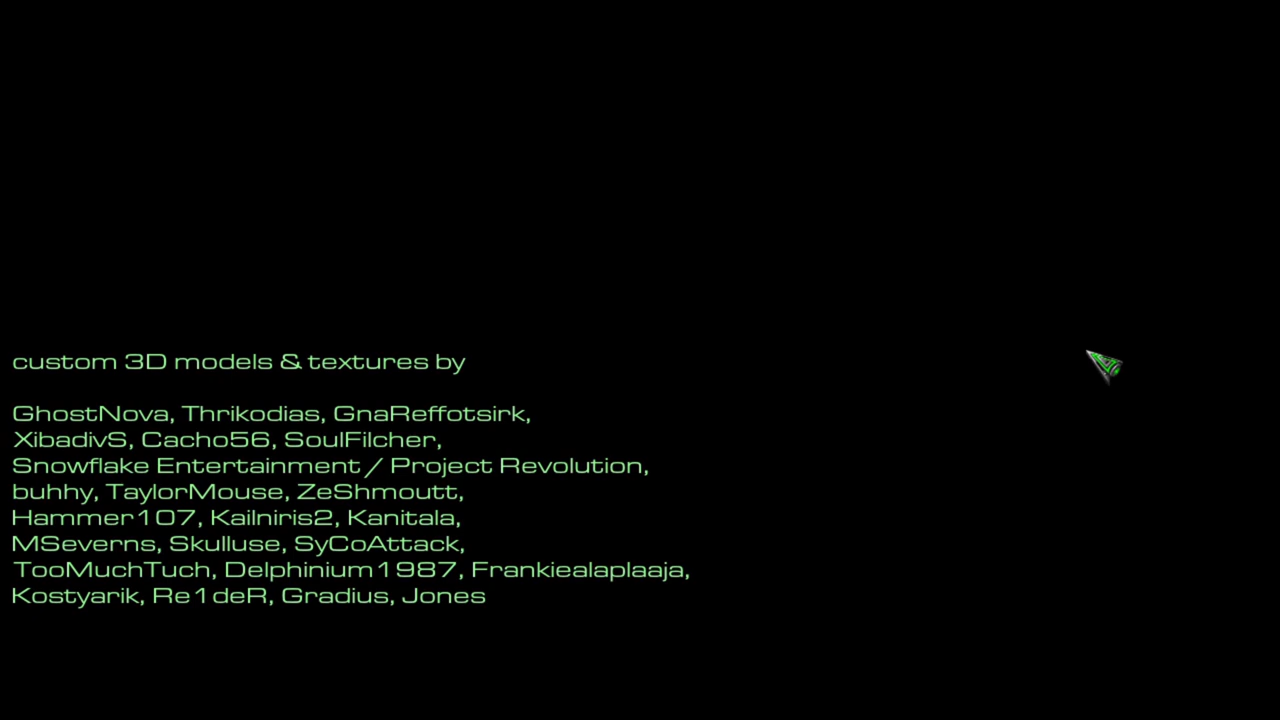 custom 3D models & textures by
GhostNova, Thrikodias, GnaReffotsirk,
XibadivS, Cacho56, SoulFilcher,
Snowflake Entertainment / Project Revolution,
buhhy, TaylorMouse, ZeShmoutt,
Hammer107, Kailniris2, Kanitala,
MSeverns, Skulluse, SyCoAttack,
TooMuchTuch, Delphinium1987, Frankiealaplaaja,
Kostyarik, Re1deR, Gradius, Jones